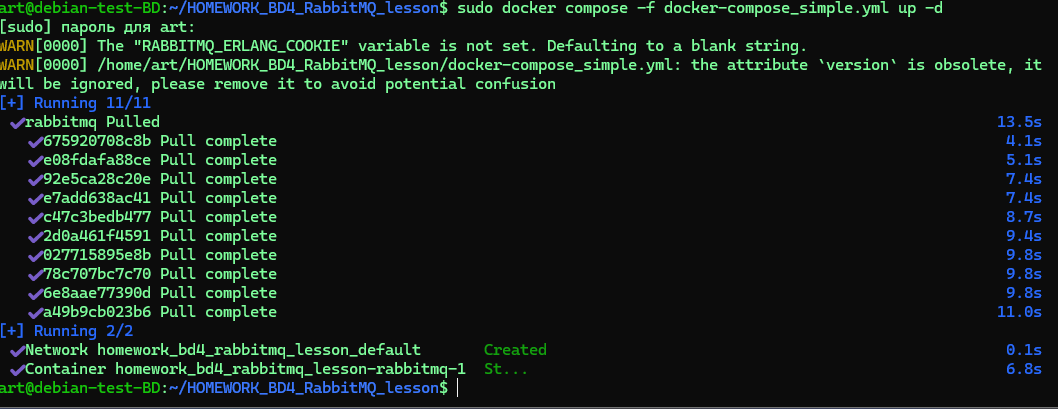 art@debian-test-BD:~/HOMEWORK_BD4_RabbitMQ_lesson$ sudo docker compose -f docker-compose_simple.yml up -d
[sudo] пароль для art:
WARN[0000] The "RABBITMQ_ERLANG_COOKIE" variable is not set. Defaulting to a blank string.
WARN[0000] /home/art/HOMEWORK_BD4_RabbitMQ_lesson/docker-compose_simple.yml: the attribute `version` is obsolete, it
will be ignored, please remove it to avoid potential confusion
[+] Running 11/11
✔rabbitmq Pulled 13.5s
✔675920708c8b Pull complete 4.1s
✔e08fdafa88ce Pull complete 5.1s
✔92e5ca28c20e Pull complete 7.4s
✔e7add638ac41 Pull complete 7.4s
✔c47c3bedb477 Pull complete 8.7s
✔2d0a461f4591 Pull complete 9.4s
✔027715895e8b Pull complete 9.8s
✔78c707bc7c70 Pull complete 9.8s
✔6e8aae77390d Pull complete 9.8s
✔a49b9cb023b6 Pull complete 11.0s
[+] Running 2/2
✔Network homework_bd4_rabbitmq_lesson_default Created 0.1s
✔Container homework_bd4_rabbitmq_lesson-rabbitmq-1 St... 6.8s
art@debian-test-BD:~/HOMEWORK_BD4_RabbitMQ_lesson$